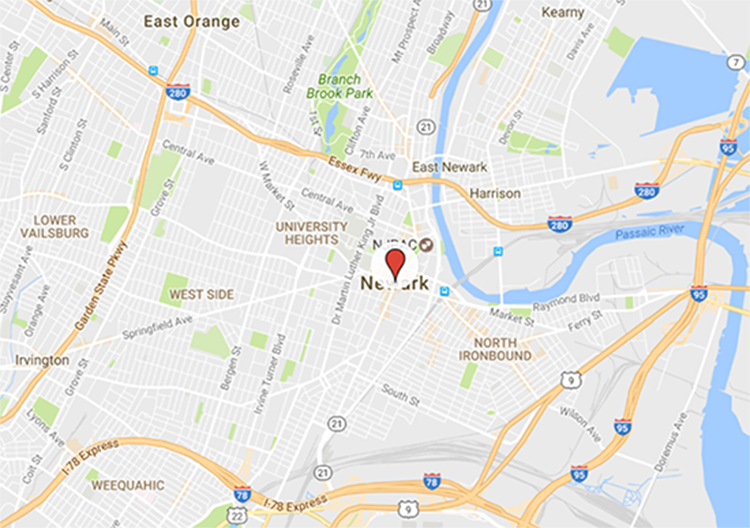 East Orange
Kearny
Main St
S Center St
S Harrison St
Sanford St
S Clinton St
Roseville Ave
Mt Prospect A
Broadway
21
Davis Ave
7
280
Branch
Brook Park
1st St
Clifton Ave
21
Devon St
95
7th Ave
Central Ave
Essex Fwy
East Newark
W Market St
Grove St
Central Ave
Harrison
280
280
LOWER
VAILSBURG
UNIVERSITY
HEIGHTS
Dr Martin Luther King Jr Blvd
Passaic River
Garden State Pkwy
Stuyvesant Ave
Orange Ave
WEST SIDE
Newark
95
Raymond Blvd
Market St
Ferry St
Springfield Ave
NORTH
IRONBOUND
Irvington
Grove St
Bergen St
Irvine Turner Blvd
9
South St
Wilson Ave
Lyons Ave
21
95
Doremus Ave
I-78 Express
Coit St
21
95
WEEQUAHIC
78
I-78 Express
78
22
9